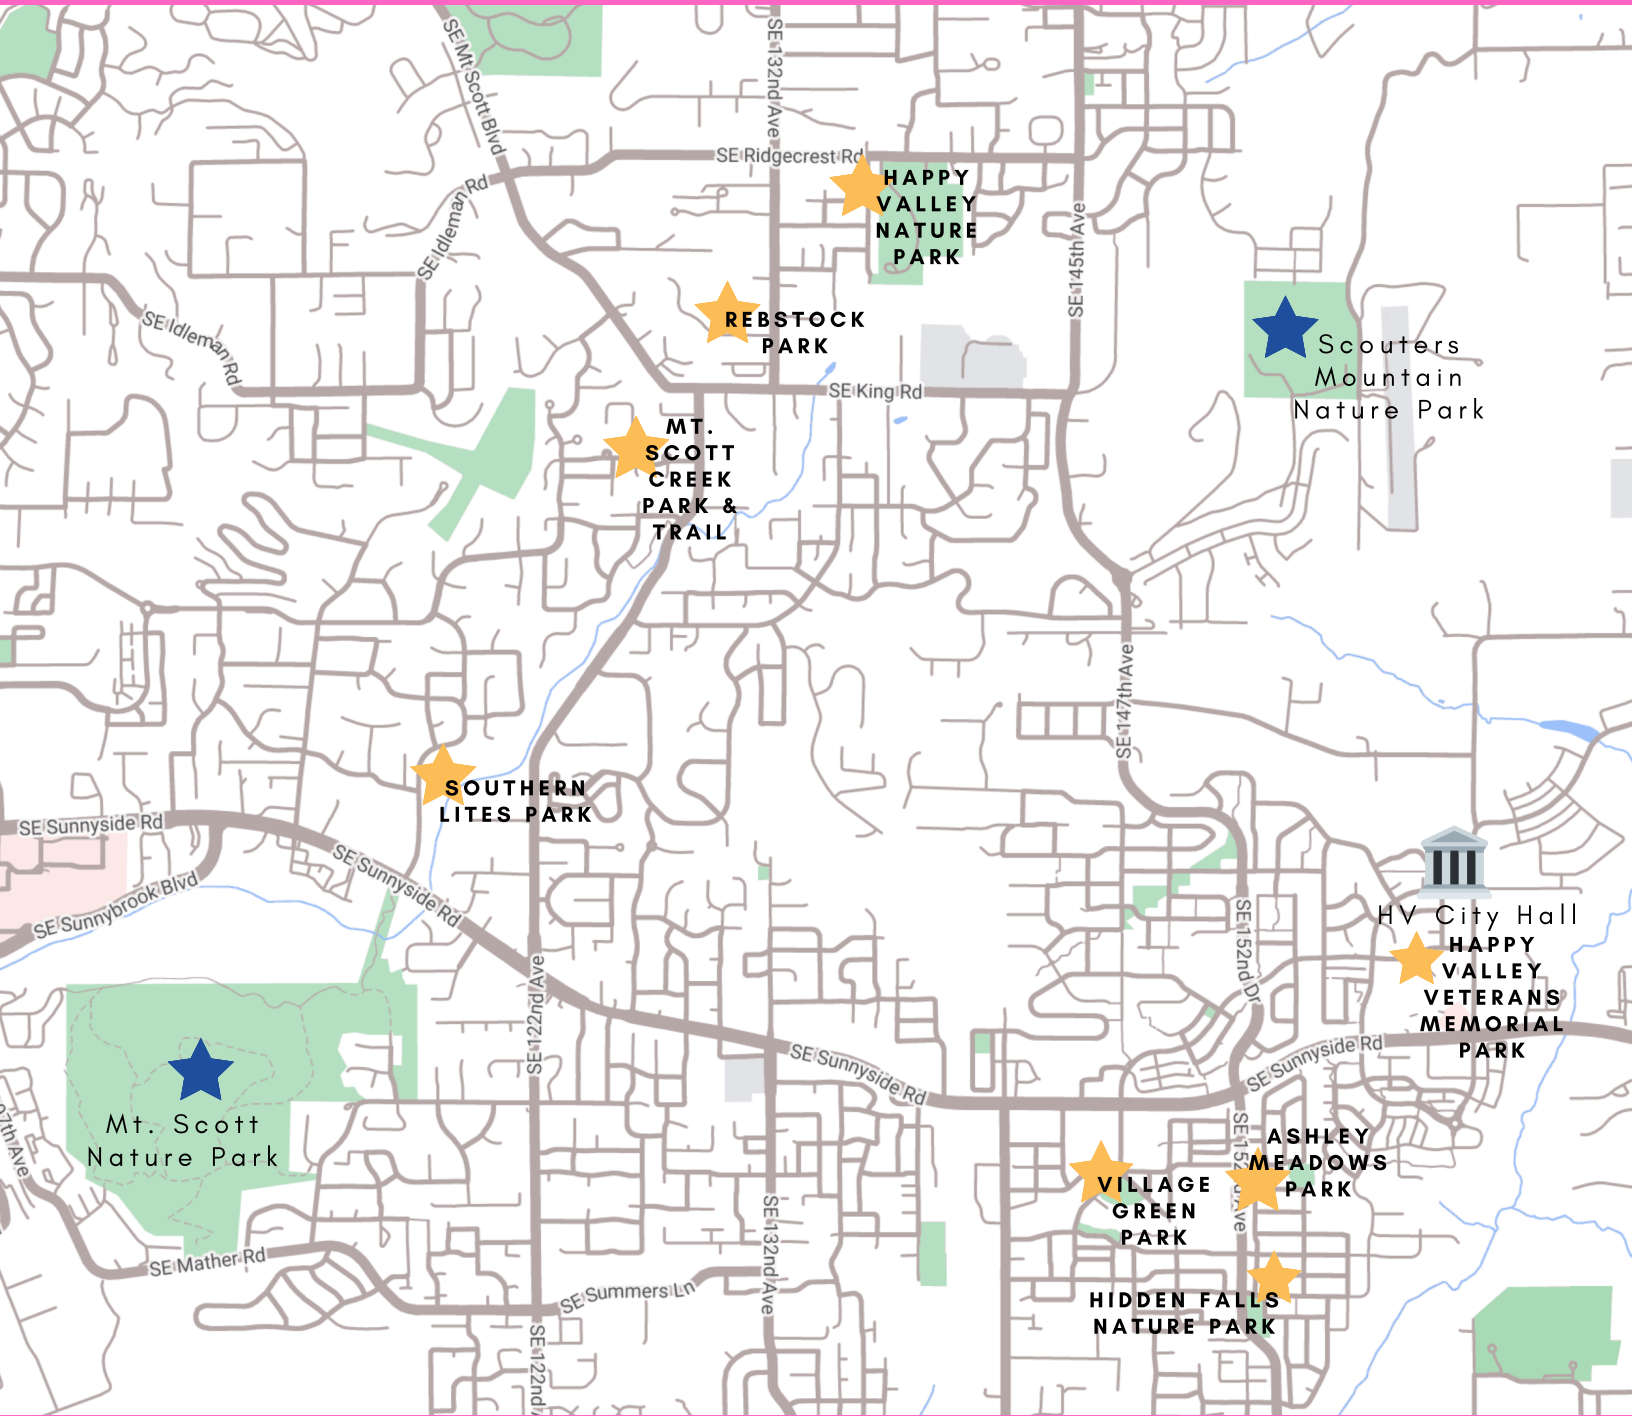 SE Mt Scott Blvd
SE 132nd Ave
SE Ridgecrest Rd
HAPPY
VALLEY
NATURE
PARK
SE Idleman Rd
SE 145th Ave
SE Idleman Rd
REBSTOCK
PARK
Scouters
Mountain
Nature Park
SE King Rd
MT.
SCOTT
CREEK
PARK &
TRAIL
SE 147th Ave
SOUTHERN
LITES PARK
SE Sunnyside Rd
SE Sunnyside Rd
SE Sunnybrook Blvd
HV City Hall
HAPPY
VALLEY
VETERANS
MEMORIAL
PARK
SE 152nd Dr
SE 122nd Ave
SE Sunnyside Rd
SE Sunnyside Rd
Mt. Scott
Nature Park
97th Ave
ASHLEY
MEADOWS
PARK
VILLAGE
GREEN
PARK
SE 152nd Ave
SE 132nd Ave
SE Mather Rd
SE Summers Ln
HIDDEN FALLS
NATURE PARK
SE 122nd